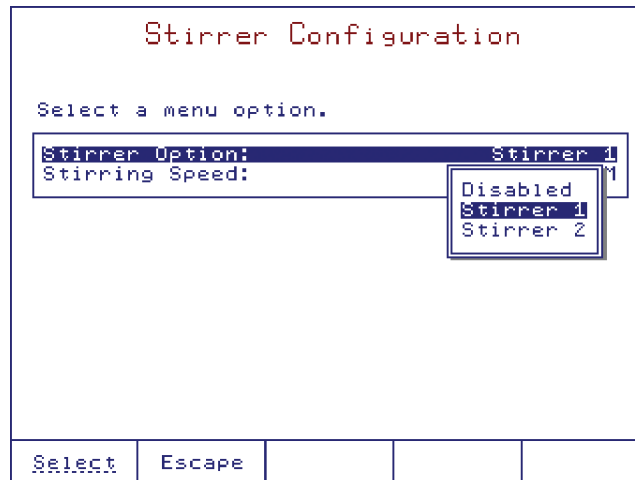 Stirrer Configuration
Select a menu option.
Stirrer Option: Stirrer 1
Stirring Speed: M
Disabled
Stirrer 1
Stirrer 2
Select Escape